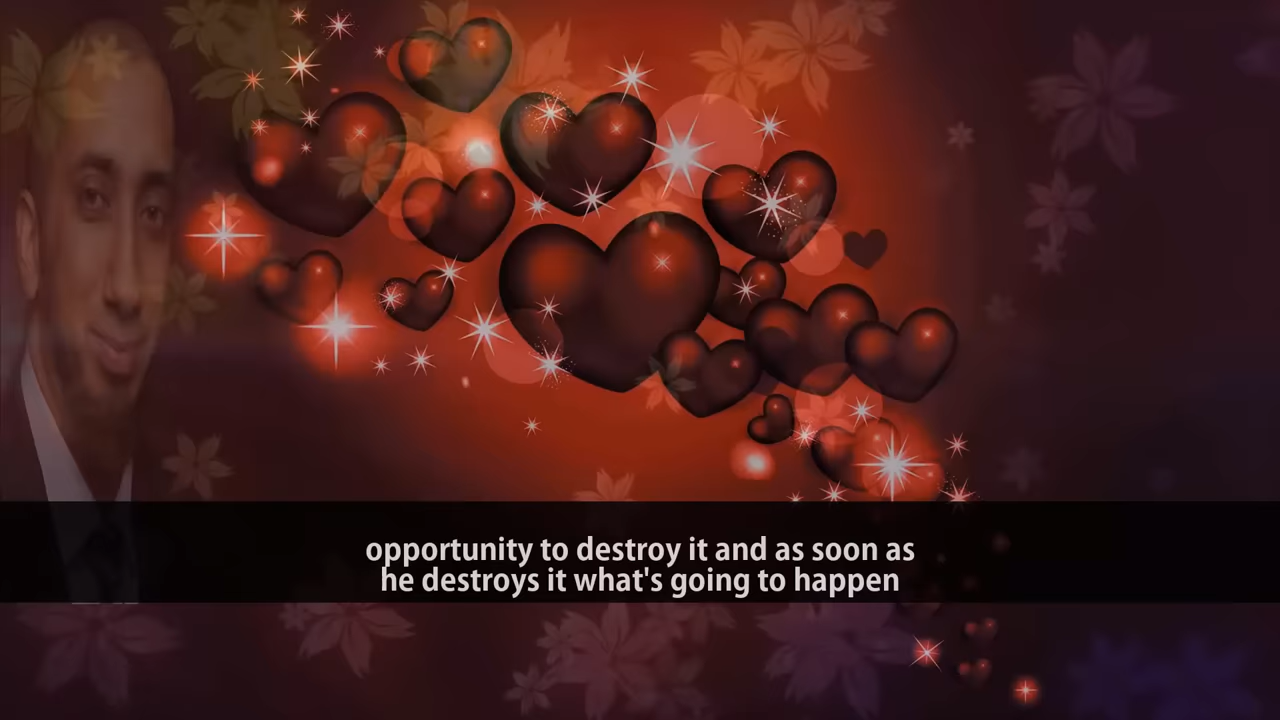 opportunity to destroy it and as soon as
he destroys it what's going to happen